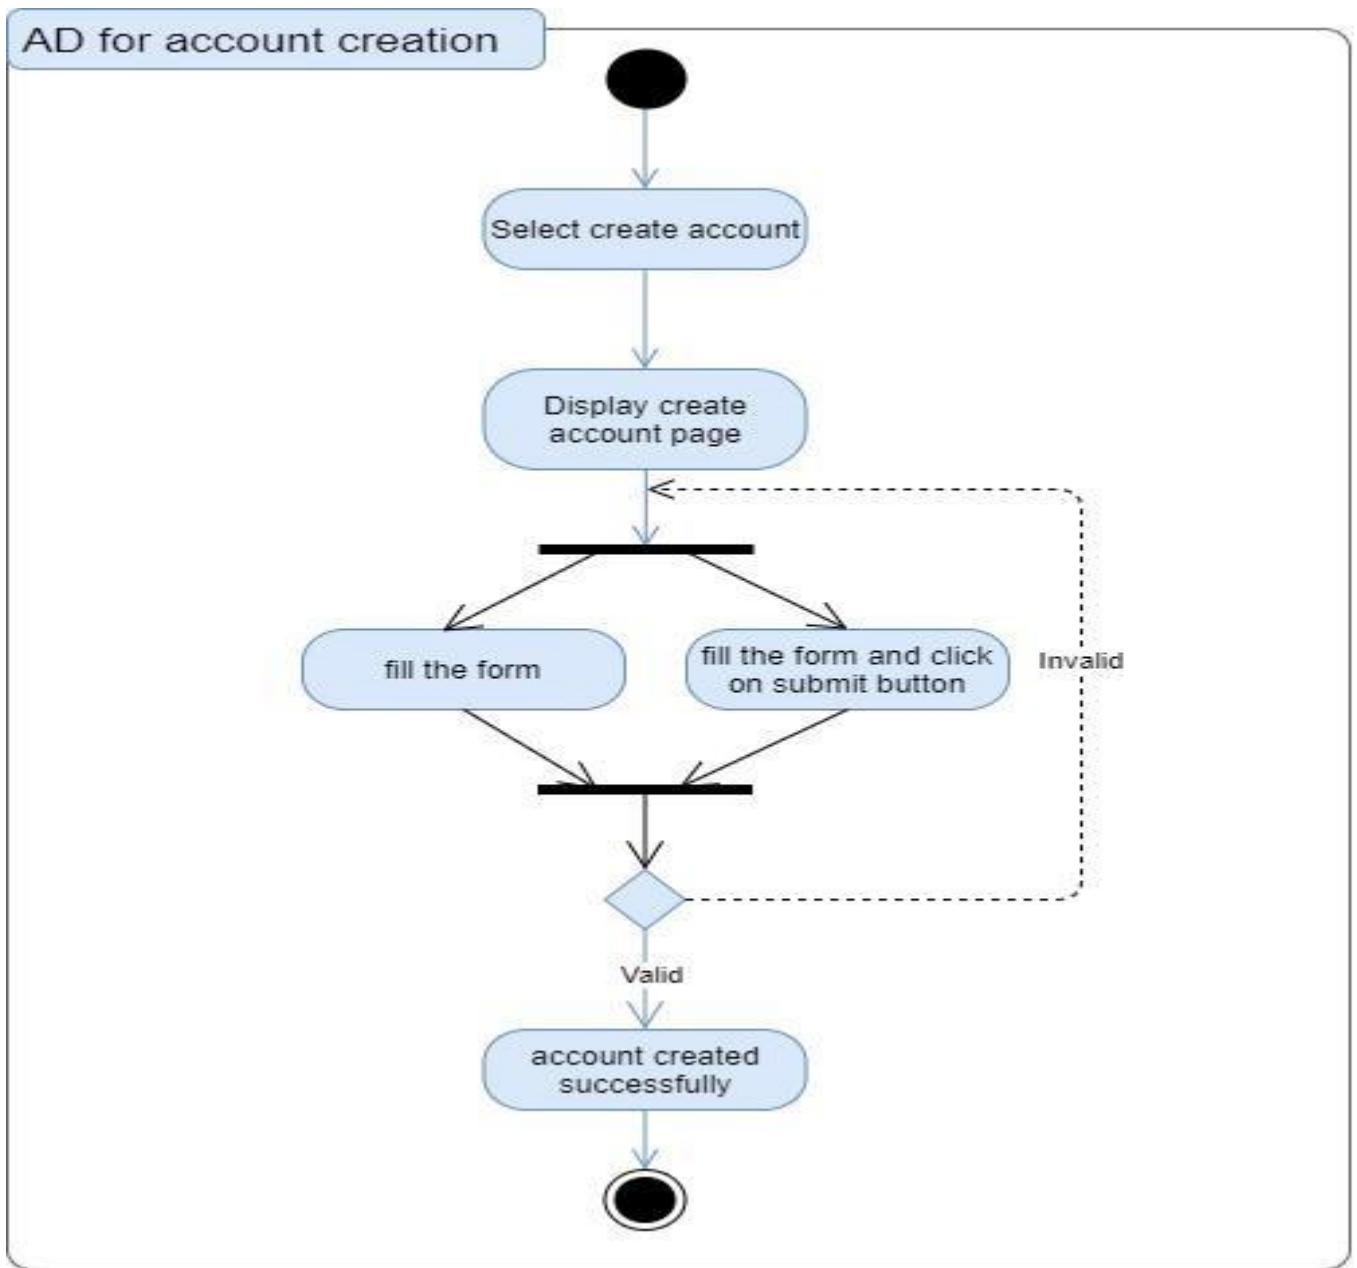 AD for account creation
Select create account
Display create
account page
fill the form
fill the form and click
on submit button
Invalid
Valid
account created
successfully